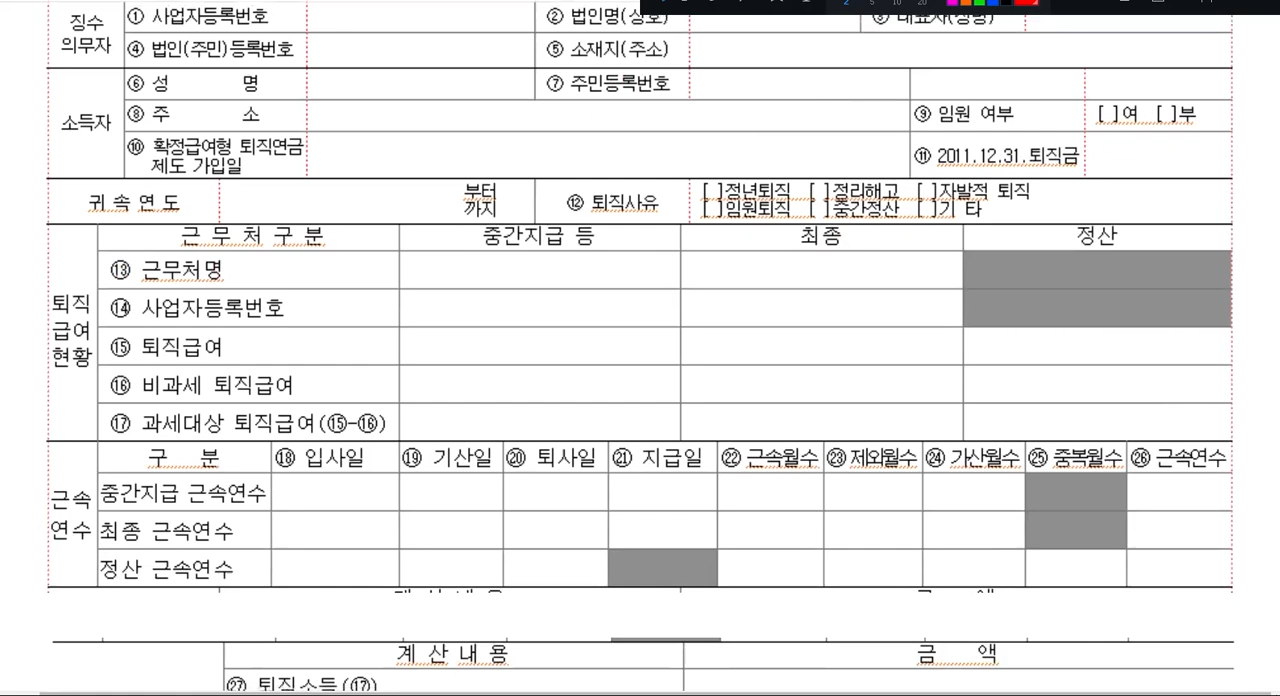 징수
의무자
① 사업자등록번호
② 법인명(상호)
③ 대표자(성명)
④ 법인(주민)등록번호
⑤ 소재지(주소)
소득자
⑥ 성 명
⑦ 주민등록번호
⑧ 주 소
⑨ 임원 여부
[ ]여 [ ]부
⑩ 확정급여형 퇴직연금
제도 가입일
⑪ 2011.12.31.퇴직금
귀 속 연 도
부터
까지
⑫ 퇴직사유
[ ]정년퇴직 [ ]정리해고 [ ]자발적 퇴직
[ ]임원퇴직 [ ]중간정산 [ ]기 타
퇴직
급여
현황
근 무 처 구 분
중간지급 등
최종
정산
⑬ 근무처명
⑭ 사업자등록번호
⑮ 퇴직급여
⑯ 비과세 퇴직급여
⑰ 과세대상 퇴직급여(⑮-⑯)
근속
연수
구 분
⑱ 입사일
⑲ 기산일
⑳ 퇴사일
㉑ 지급일
㉒ 근속월수
㉓ 제외월수
㉔ 가산월수
㉕ 중복월수
㉖ 근속연수
중간지급 근속연수
최종 근속연수
정산 근속연수
계 산 내 용
금 액
㉗ 퇴직소득(⑰)